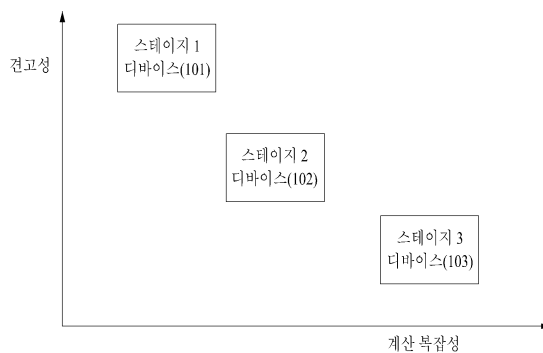 견고성
스테이지 1
디바이스(101)
스테이지 2
디바이스(102)
스테이지 3
디바이스(103)
계산 복잡성